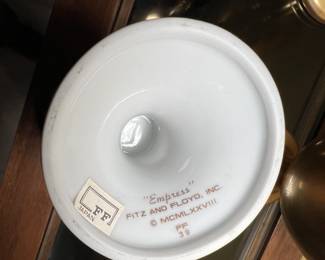 "Empress"
FITZ AND FLOYD, INC.
© MCMLXXVIII
FF
39
FF
JAPAN